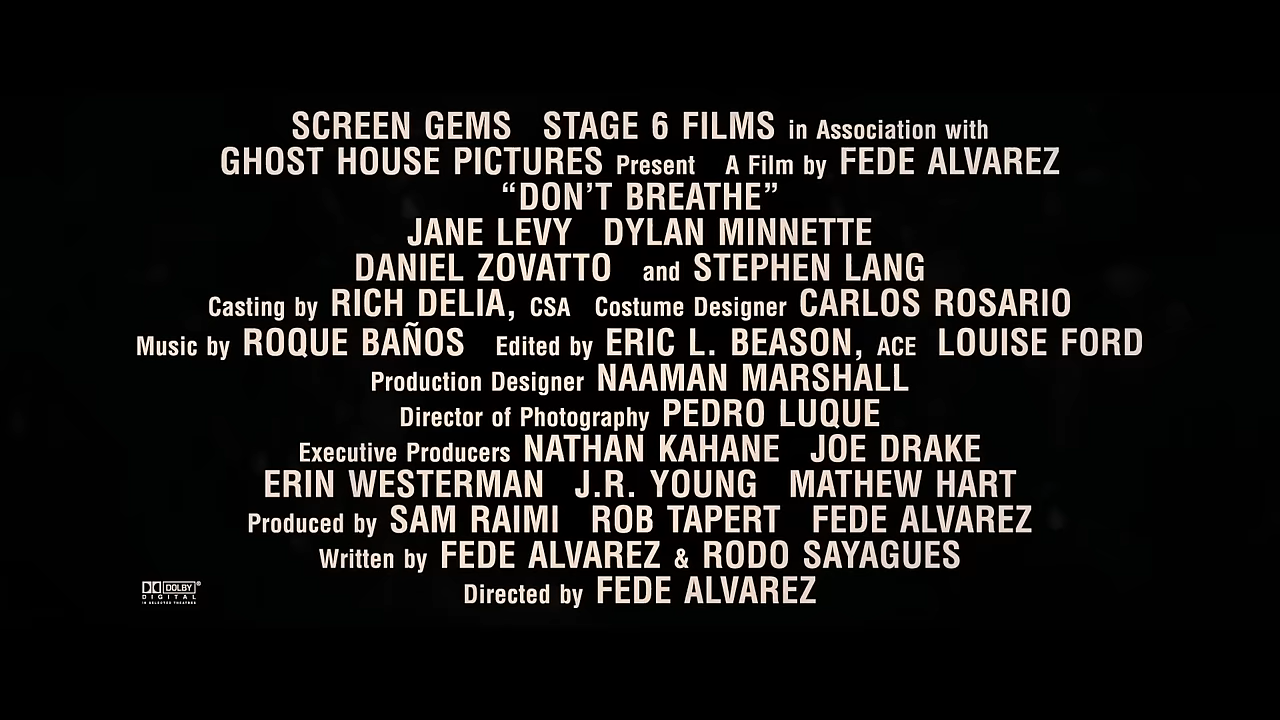 SCREEN GEMS STAGE 6 FILMS in Association with
GHOST HOUSE PICTURES Present A Film by FEDE ALVAREZ
“DON’T BREATHE”
JANE LEVY DYLAN MINNETTE
DANIEL ZOVATTO and STEPHEN LANG
Casting by RICH DELIA, CSA Costume Designer CARLOS ROSARIO
Music by ROQUE BAÑOS Edited by ERIC L. BEASON, ACE LOUISE FORD
Production Designer NAAMAN MARSHALL
Director of Photography PEDRO LUQUE
Executive Producers NATHAN KAHANE JOE DRAKE
ERIN WESTERMAN J.R. YOUNG MATHEW HART
Produced by SAM RAIMI ROB TAPERT FEDE ALVAREZ
Written by FEDE ALVAREZ & RODO SAYAGUES
Directed by FEDE ALVAREZ
DOLBY®
DIGITAL
IN SELECTED THEATRES